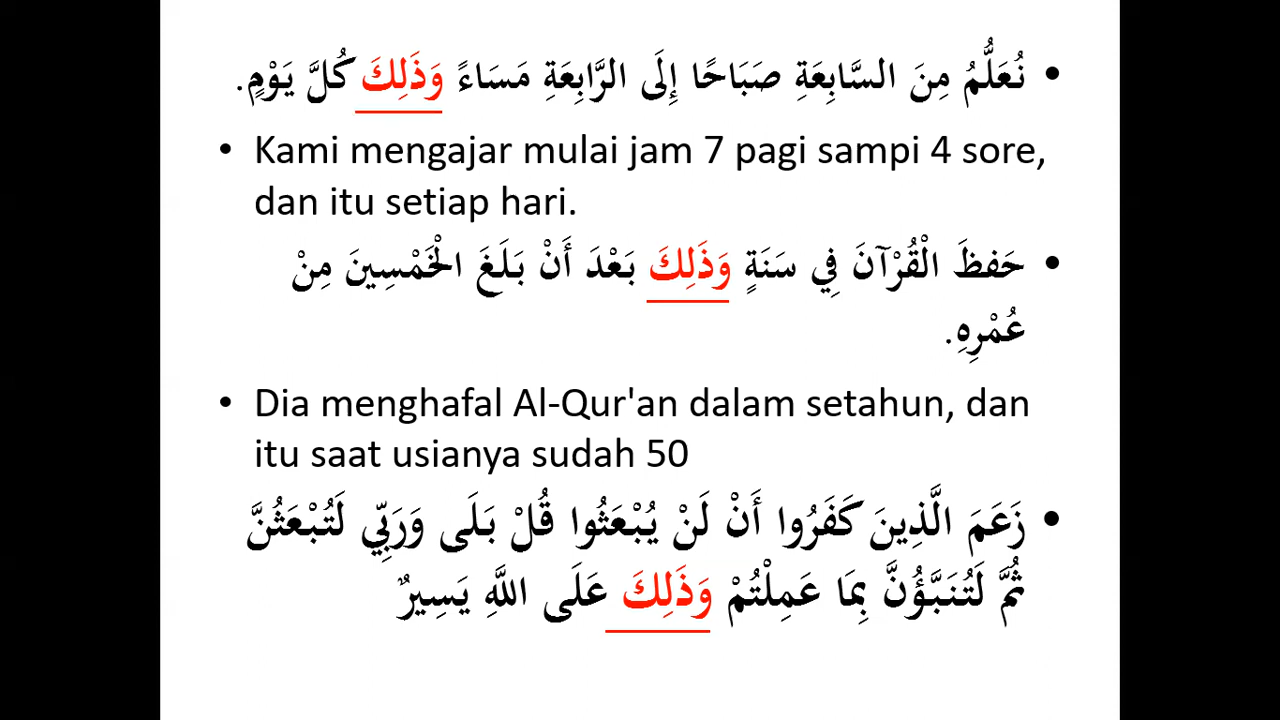 • نُعَلُّمُ مِنَ السَّابِعَةِ صَبَاحًا إِلَى الرَّابِعَةِ مَسَاءً وَذَلِكَ كُلَّ يَوْمٍ.
• Kami mengajar mulai jam 7 pagi sampi 4 sore,
dan itu setiap hari.
• حَفظَ الْقُرْآنَ فِي سَنَةٍ وَذَلِكَ بَعْدَ أَنْ بَلَغَ الْخَمْسِينَ مِنْ
عُمْرِهِ.
• Dia menghafal Al-Qur'an dalam setahun, dan
itu saat usianya sudah 50
• زَعَمَ الَّذِينَ كَفَرُوا أَنْ لَنْ يُبْعَثُوا قُلْ بَلَى وَرَبِّي لَتُبْعَثُنَّ
ثُمَّ لَتُنَبَّؤُنَّ بِمَا عَمِلْتُمْ وَذَلِكَ عَلَى اللَّهِ يَسِيرٌ